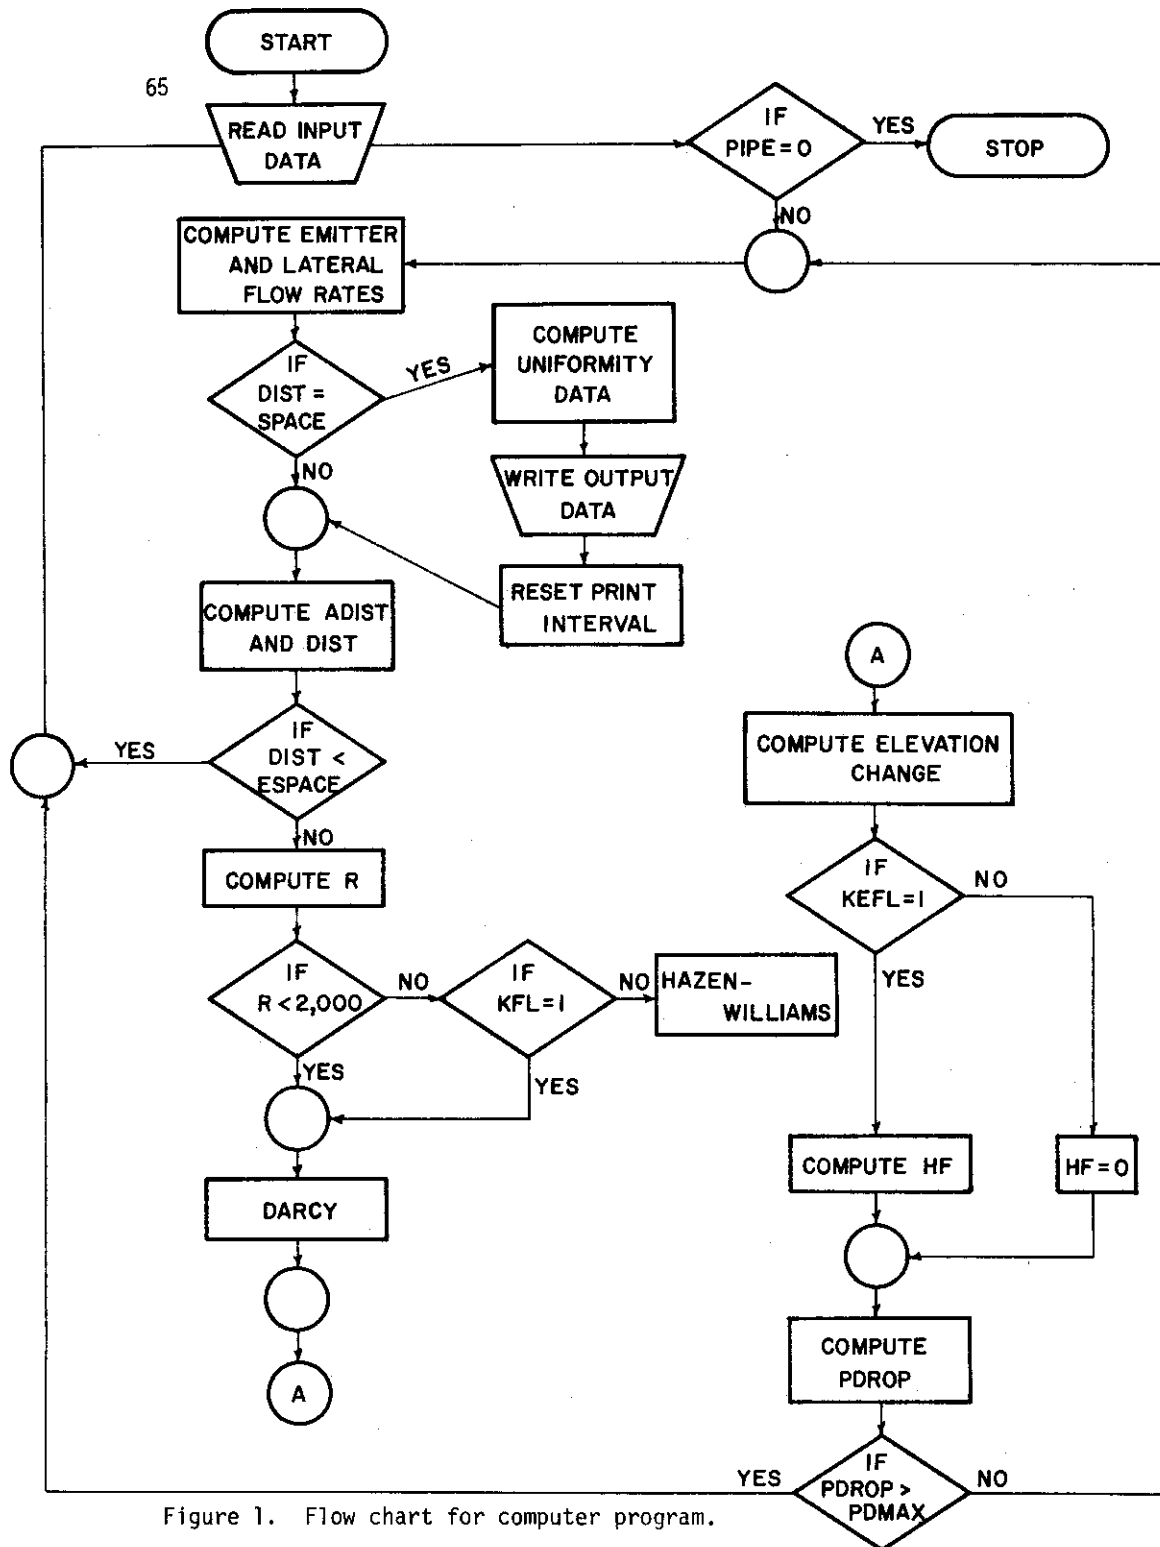 START
65
READ INPUT
DATA
IF
PIPE=0
YES
STOP
NO
COMPUTE EMITTER
AND LATERAL
FLOW RATES
IF
DIST =
SPACE
YES
COMPUTE
UNIFORMITY
DATA
NO
WRITE OUTPUT
DATA
RESET PRINT
INTERVAL
COMPUTE ADIST
AND DIST
IF
DIST <
ESPACE
YES
NO
COMPUTE R
IF
R<2,000
NO
IF
KFL=1
NO
HAZEN-
WILLIAMS
YES
YES
DARCY
A
A
COMPUTE ELEVATION
CHANGE
IF
KEFL=1
NO
YES
COMPUTE HF
HF=0
COMPUTE
PDROP
IF
PDROP >
PDMAX
YES
NO
Figure 1. Flow chart for computer program.